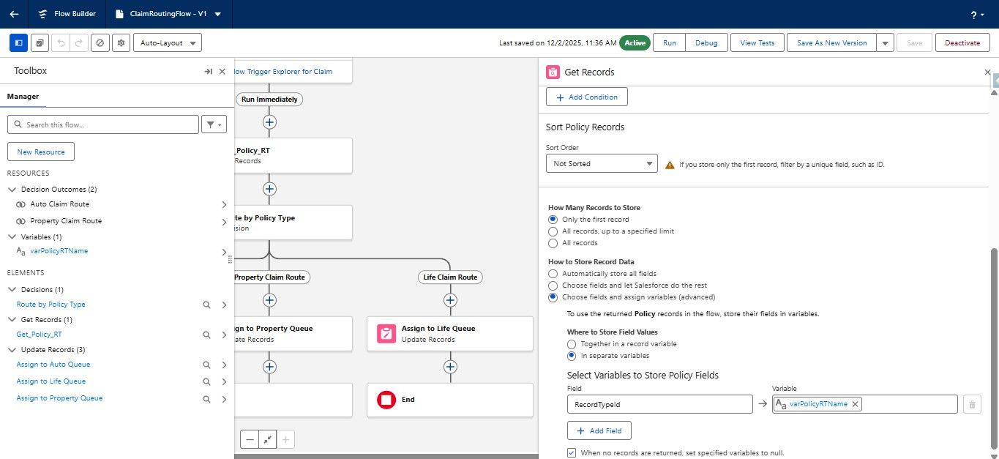 Flow Builder
ClaimRoutingFlow - V1
?
Auto-Layout
Last saved on 12/2/2025, 11:36 AM
Active
Run
Debug
View Tests
Save As New Version
Save
Deactivate
Toolbox
Manager
Search this flow...
New Resource
RESOURCES
Decision Outcomes (2)
Auto Claim Route
Property Claim Route
Variables (1)
Aa varPolicyRTName
ELEMENTS
Decisions (1)
Route by Policy Type
Get Records (1)
Get_Policy_RT
Update Records (3)
Assign to Auto Queue
Assign to Life Queue
Assign to Property Queue
low Trigger Explorer for Claim
Run Immediately
_Policy_RT
Records
te by Policy Type
ision
Property Claim Route
Life Claim Route
ign to Property Queue
ate Records
Assign to Life Queue
Update Records
End
Get Records
Add Condition
Sort Policy Records
Sort Order
Not Sorted
If you store only the first record, filter by a unique field, such as ID.
How Many Records to Store
Only the first record
All records, up to a specified limit
All records
How to Store Record Data
Automatically store all fields
Choose fields and let Salesforce do the rest
Choose fields and assign variables (advanced)
To use the returned Policy records in the flow, store their fields in variables.
Where to Store Field Values
Together in a record variable
In separate variables
Select Variables to Store Policy Fields
Field
Variable
RecordTypeId
Aa varPolicyRTName
Add Field
When no records are returned, set specified variables to null.